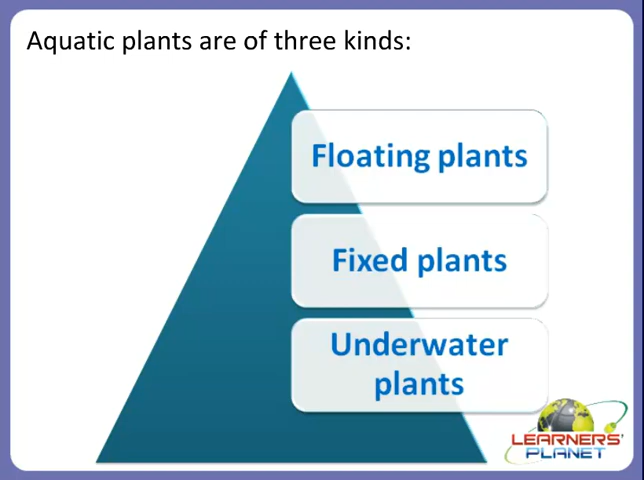 Aquatic plants are of three kinds:
Floating plants
Fixed plants
Underwater
plants
LEARNERS'
PLANET